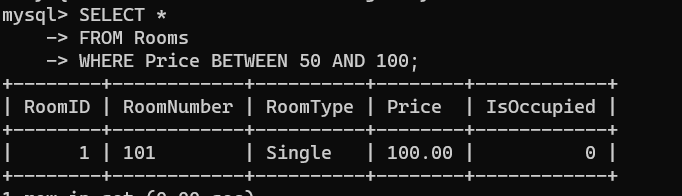 mysql> SELECT *
    -> FROM Rooms
    -> WHERE Price BETWEEN 50 AND 100;
+--------+------------+----------+--------+------------+
| RoomID | RoomNumber | RoomType | Price  | IsOccupied |
+--------+------------+----------+--------+------------+
|      1 | 101        | Single   | 100.00 |          0 |
+--------+------------+----------+--------+------------+
1 row in set (0.00 sec)